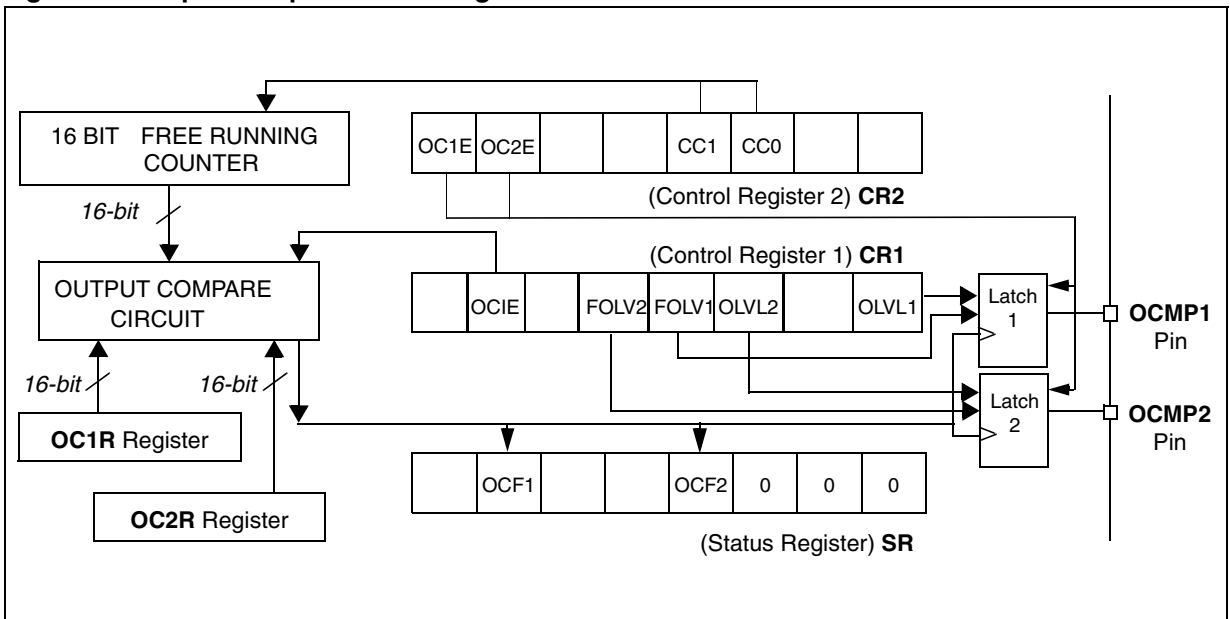 16 BIT FREE RUNNING
COUNTER
OC1E OC2E CC1 CC0
(Control Register 2) CR2
16-bit
(Control Register 1) CR1
OUTPUT COMPARE
CIRCUIT
OCIE FOLV2 FOLV1 OLVL2 OLVL1
Latch
1
OCMP1
Pin
16-bit
16-bit
Latch
2
OCMP2
Pin
OC1R Register
OCF1 OCF2 0 0 0
OC2R Register
(Status Register) SR